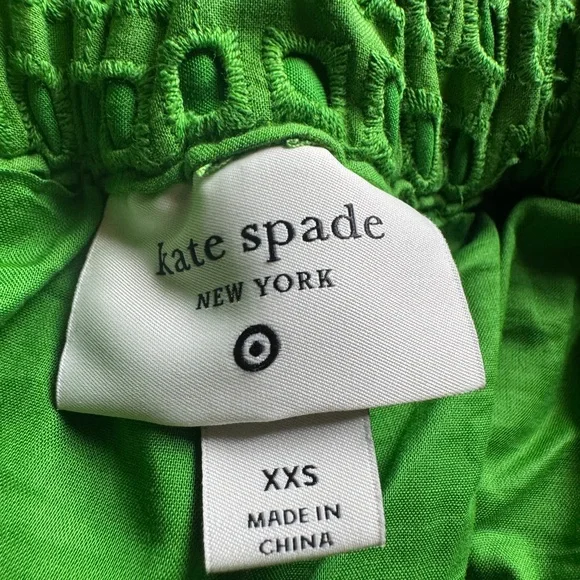 kate spade
NEW YORK
XXS
MADE IN
CHINA